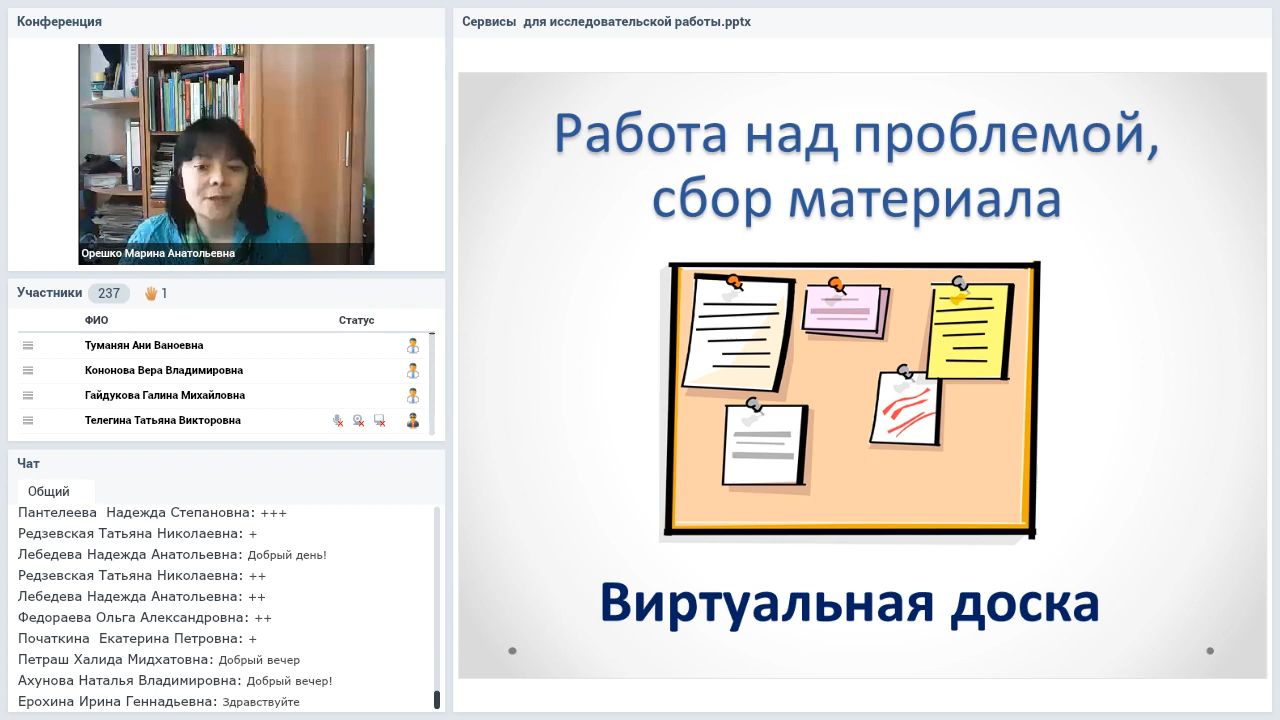 Конференция
Орешко Марина Анатольевна
Участники 237 1
ФИО Статус
Туманян Ани Ваноевна
Кононова Вера Владимировна
Гайдукова Галина Михайловна
Телегина Татьяна Викторовна
Чат
Общий
Пантелеева Надежда Степановна: +++
Редзевская Татьяна Николаевна: +
Лебедева Надежда Анатольевна: Добрый день!
Редзевская Татьяна Николаевна: ++
Лебедева Надежда Анатольевна: ++
Федораева Ольга Александровна: ++
Початкина Екатерина Петровна: +
Петраш Халида Мидхатовна: Добрый вечер
Ахунова Наталья Владимировна: Добрый вечер!
Ерохина Ирина Геннадьевна: Здравствуйте
Сервисы для исследовательской работы.pptx
Работа над проблемой,
сбор материала
Виртуальная доска